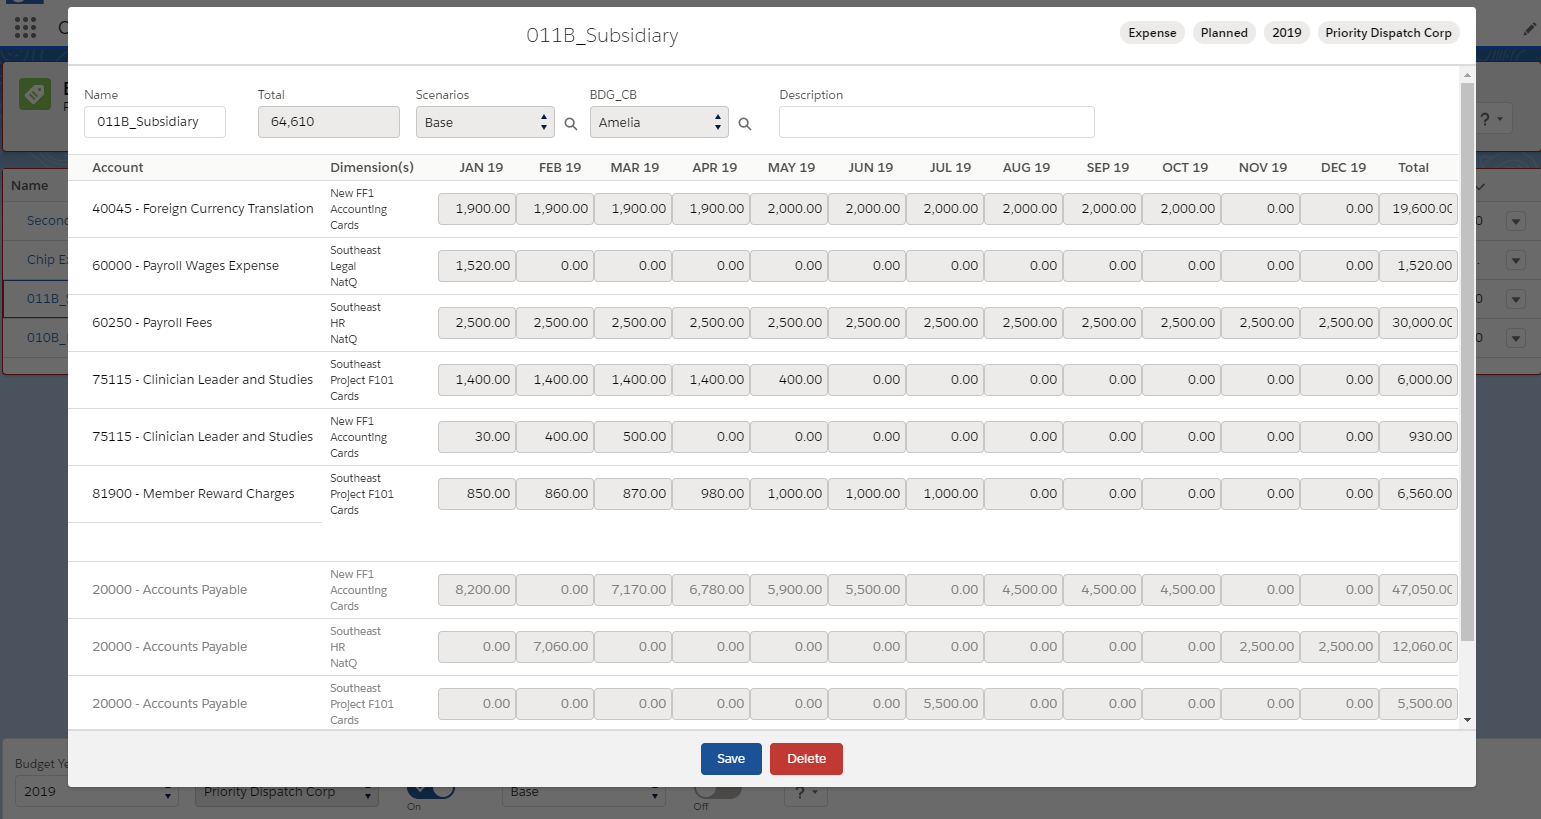 011B_Subsidiary
Expense Planned 2019 Priority Dispatch Corp
Name Total Scenarios BDG_CB Description
011B_Subsidiary 64,610 Base Amelia
Account Dimension(s) JAN 19 FEB 19 MAR 19 APR 19 MAY 19 JUN 19 JUL 19 AUG 19 SEP 19 OCT 19 NOV 19 DEC 19 Total
New FF1
40045 - Foreign Currency Translation Accounting 1,900.00 1,900.00 1,900.00 1,900.00 2,000.00 2,000.00 2,000.00 2,000.00 2,000.00 2,000.00 0.00 0.00 19,600.00
Cards
Southeast
60000 - Payroll Wages Expense Legal 1,520.00 0.00 0.00 0.00 0.00 0.00 0.00 0.00 0.00 0.00 0.00 0.00 1,520.00
NatQ
Southeast
60250 - Payroll Fees HR 2,500.00 2,500.00 2,500.00 2,500.00 2,500.00 2,500.00 2,500.00 2,500.00 2,500.00 2,500.00 2,500.00 2,500.00 30,000.00
NatQ
Southeast
75115 - Clinician Leader and Studies Project F101 1,400.00 1,400.00 1,400.00 1,400.00 400.00 0.00 0.00 0.00 0.00 0.00 0.00 0.00 6,000.00
Cards
New FF1
75115 - Clinician Leader and Studies Accounting 30.00 400.00 500.00 0.00 0.00 0.00 0.00 0.00 0.00 0.00 0.00 0.00 930.00
Cards
Southeast
81900 - Member Reward Charges Project F101 850.00 860.00 870.00 980.00 1,000.00 1,000.00 1,000.00 0.00 0.00 0.00 0.00 0.00 6,560.00
Cards
New FF1
20000 - Accounts Payable Accounting 8,200.00 0.00 7,170.00 6,780.00 5,900.00 5,500.00 0.00 4,500.00 4,500.00 4,500.00 0.00 0.00 47,050.00
Cards
Southeast
20000 - Accounts Payable HR 0.00 7,060.00 0.00 0.00 0.00 0.00 0.00 0.00 0.00 0.00 2,500.00 2,500.00 12,060.00
NatQ
Southeast
20000 - Accounts Payable Project F101 0.00 0.00 0.00 0.00 0.00 0.00 5,500.00 0.00 0.00 0.00 0.00 0.00 5,500.00
Cards
Save Delete
Name
Secon
Chip E
011B_S
010B_
Budget Ye
2019 Priority Dispatch Corp Base ?
On Off
?